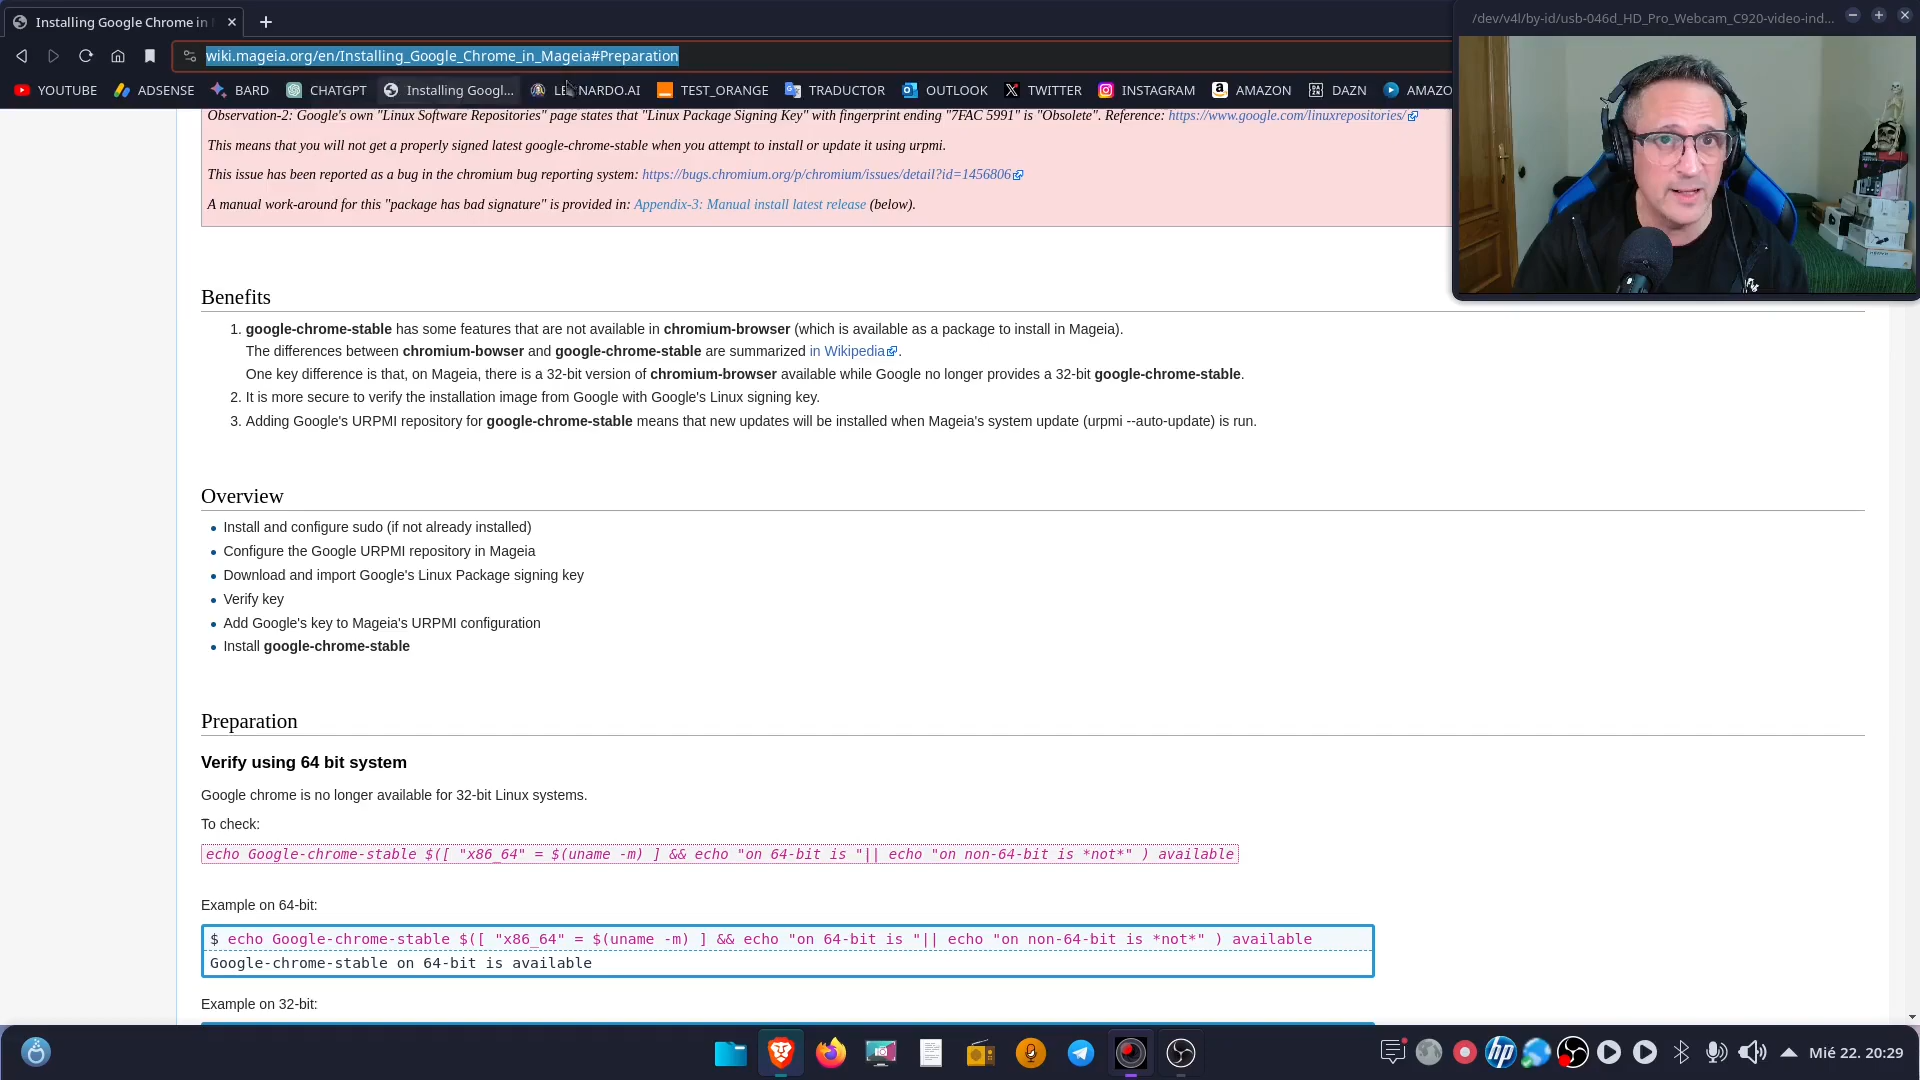 Installing Google Chrome in
/dev/v4l/by-id/usb-046d_HD_Pro_Webcam_C920-video-ind...
wiki.mageia.org/en/Installing_Google_Chrome_in_Mageia#Preparation
YOUTUBE ADSENSE BARD CHATGPT Installing Googl... LEONARDO.AI TEST_ORANGE TRADUCTOR OUTLOOK TWITTER INSTAGRAM AMAZON DAZN AMAZO
Observation-2: Google's own "Linux Software Repositories" page states that "Linux Package Signing Key" with fingerprint ending "7FAC 5991" is "Obsolete". Reference: https://www.google.com/linuxrepositories/
This means that you will not get a properly signed latest google-chrome-stable when you attempt to install or update it using urpmi.
This issue has been reported as a bug in the chromium bug reporting system: https://bugs.chromium.org/p/chromium/issues/detail?id=1456806
A manual work-around for this "package has bad signature" is provided in: Appendix-3: Manual install latest release (below).
Benefits
1. google-chrome-stable has some features that are not available in chromium-browser (which is available as a package to install in Mageia).
The differences between chromium-bowser and google-chrome-stable are summarized in Wikipedia.
One key difference is that, on Mageia, there is a 32-bit version of chromium-browser available while Google no longer provides a 32-bit google-chrome-stable.
2. It is more secure to verify the installation image from Google with Google's Linux signing key.
3. Adding Google's URPMI repository for google-chrome-stable means that new updates will be installed when Mageia's system update (urpmi --auto-update) is run.
Overview
Install and configure sudo (if not already installed)
Configure the Google URPMI repository in Mageia
Download and import Google's Linux Package signing key
Verify key
Add Google's key to Mageia's URPMI configuration
Install google-chrome-stable
Preparation
Verify using 64 bit system
Google chrome is no longer available for 32-bit Linux systems.
To check:
echo Google-chrome-stable $([ "x86_64" = $(uname -m) ] && echo "on 64-bit is "|| echo "on non-64-bit is *not*" ) available
Example on 64-bit:
$ echo Google-chrome-stable $([ "x86_64" = $(uname -m) ] && echo "on 64-bit is "|| echo "on non-64-bit is *not*" ) available
Google-chrome-stable on 64-bit is available
Example on 32-bit:
hp
Mié 22. 20:29